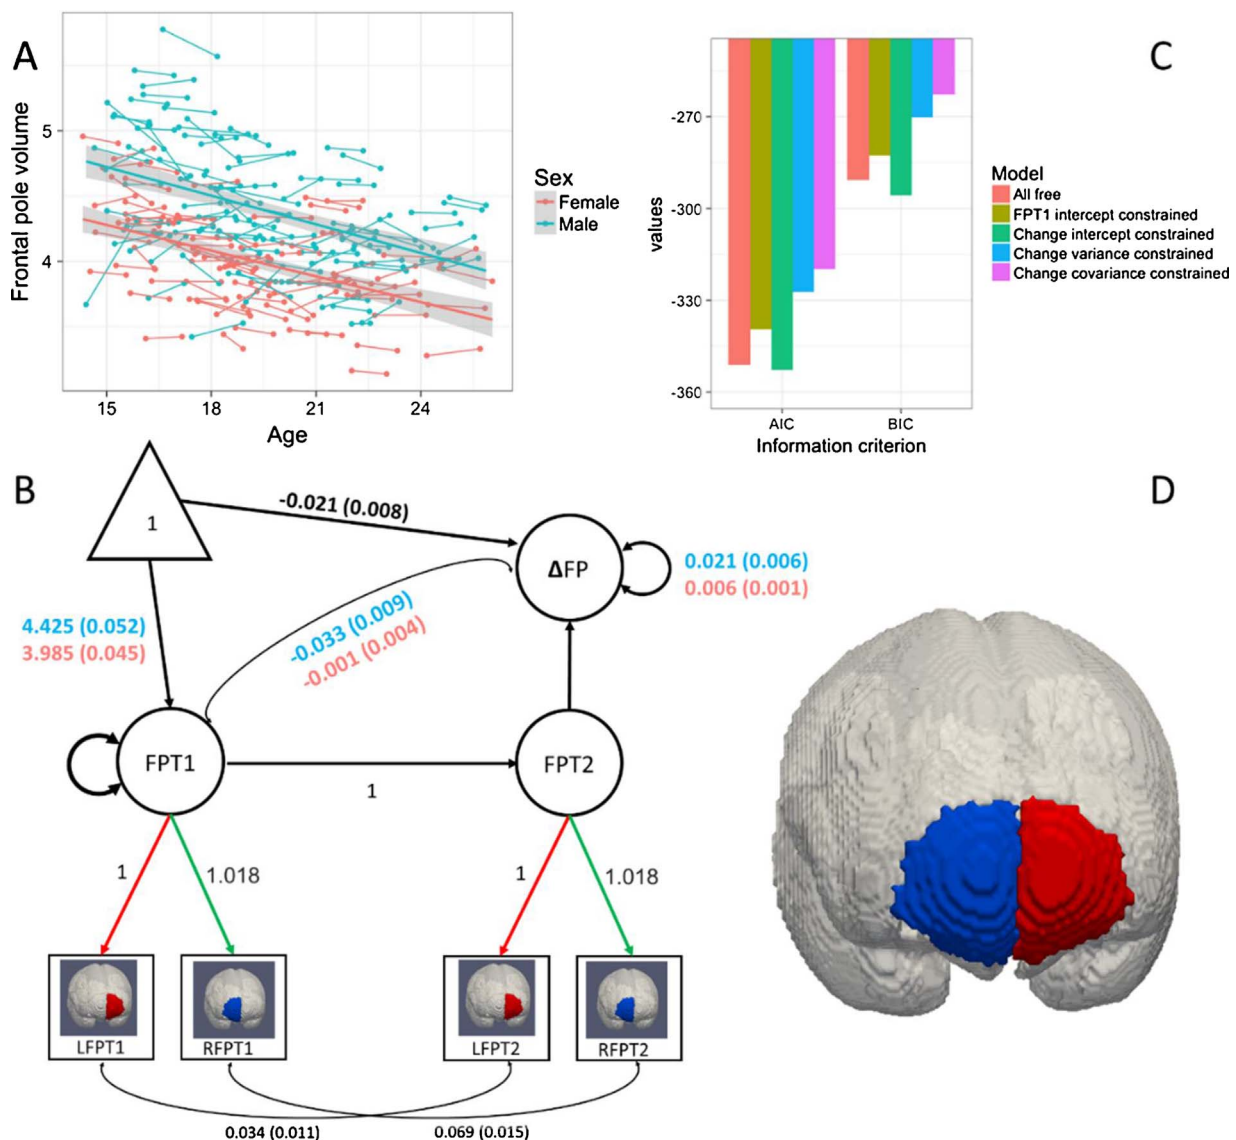 A
Frontal pole volume
5
4
15 18 21 24
Age
Sex
Female
Male
C
values
-270
-300
-330
-360
AIC BIC
Information criterion
Model
All free
FPT1 intercept constrained
Change intercept constrained
Change variance constrained
Change covariance constrained
B
1
-0.021 (0.008)
ΔFP
0.021 (0.006)
0.006 (0.001)
4.425 (0.052)
3.985 (0.045)
-0.033 (0.009)
-0.001 (0.004)
FPT1
1
FPT2
1
1.018
1
1.018
LFPT1
RFPT1
LFPT2
RFPT2
0.034 (0.011)
0.069 (0.015)
D